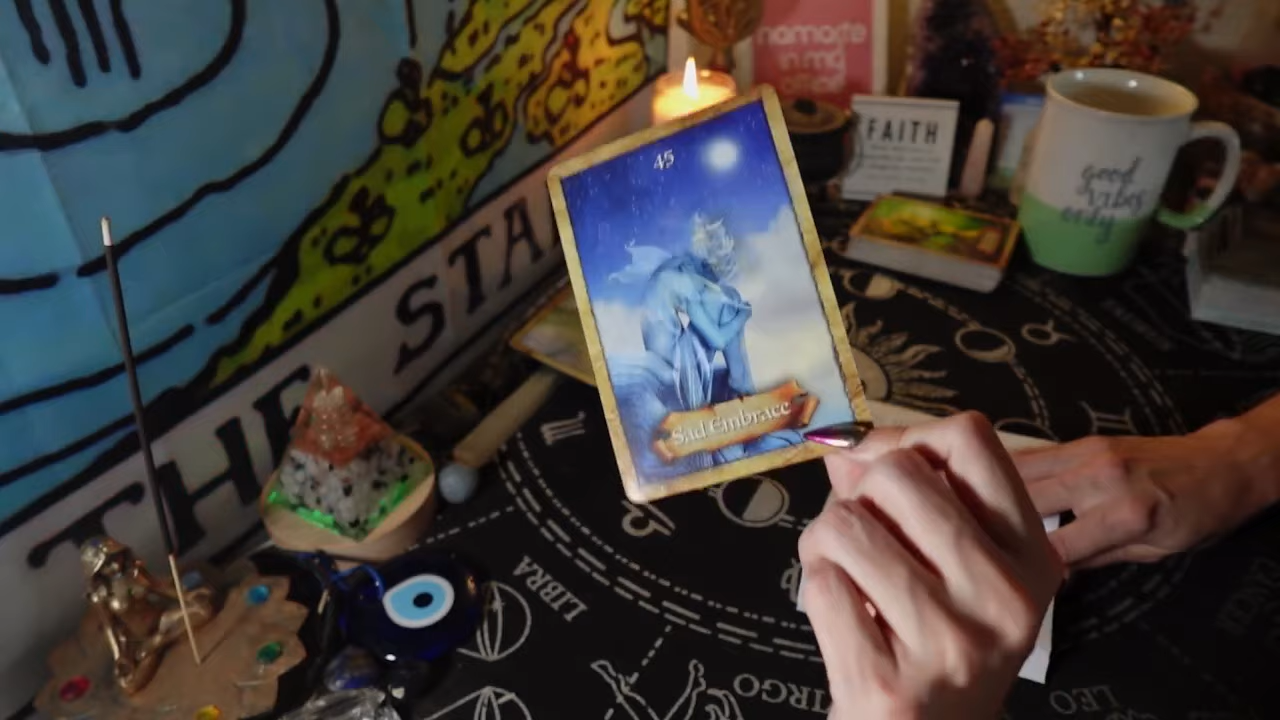 THE STA
45
Sad Embrace
namaste
in my
FAITH
good
vibes
only
LIBRA
VIRGO
LEO